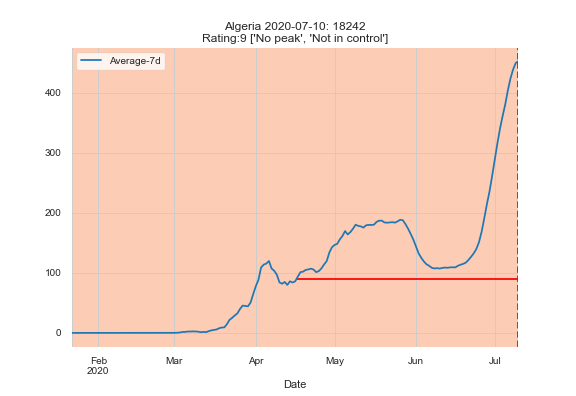 Algeria 2020-07-10: 18242
Rating:9 ['No peak', 'Not in control']
Average-7d
400
300
200
100
0
Feb Mar Apr May Jun Jul
2020
Date